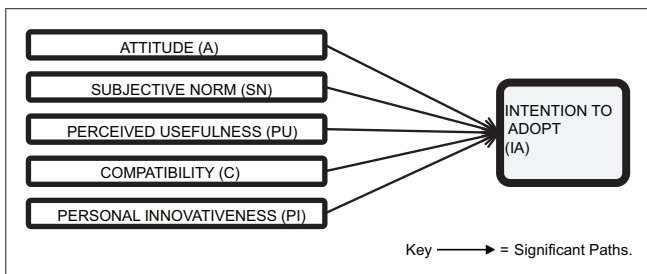 ATTITUDE (A)
SUBJECTIVE NORM (SN)
PERCEIVED USEFULNESS (PU)
COMPATIBILITY (C)
PERSONAL INNOVATIVENESS (PI)
INTENTION TO
ADOPT
(IA)
Key = Significant Paths.